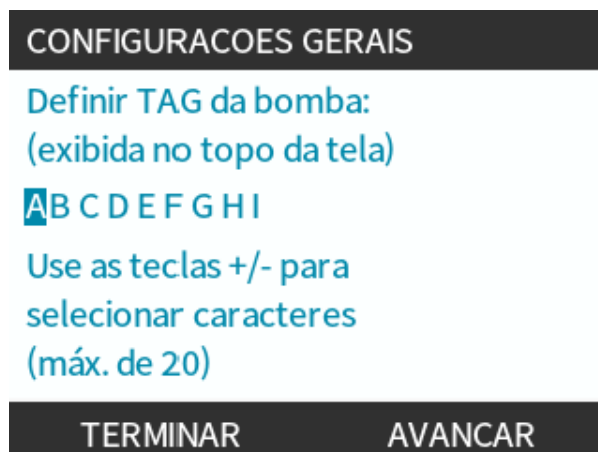 CONFIGURACOES GERAIS
Definir TAG da bomba:
(exibida no topo da tela)
A B C D E F G H I
Use as teclas +/- para
selecionar caracteres
(máx. de 20)
TERMINAR AVANCAR